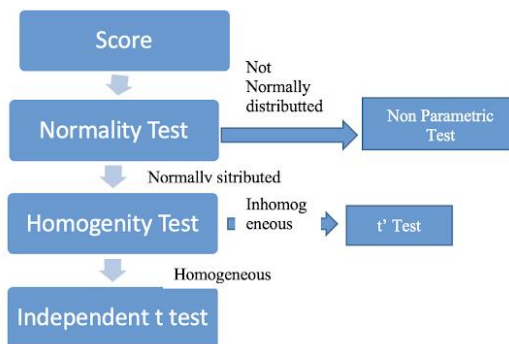 Score
Not
Normally
distributted
Normality Test
Non Parametric
Test
Normally sitributed
Homogenity Test
Inhomog
eneous
t' Test
Homogeneous
Independent t test